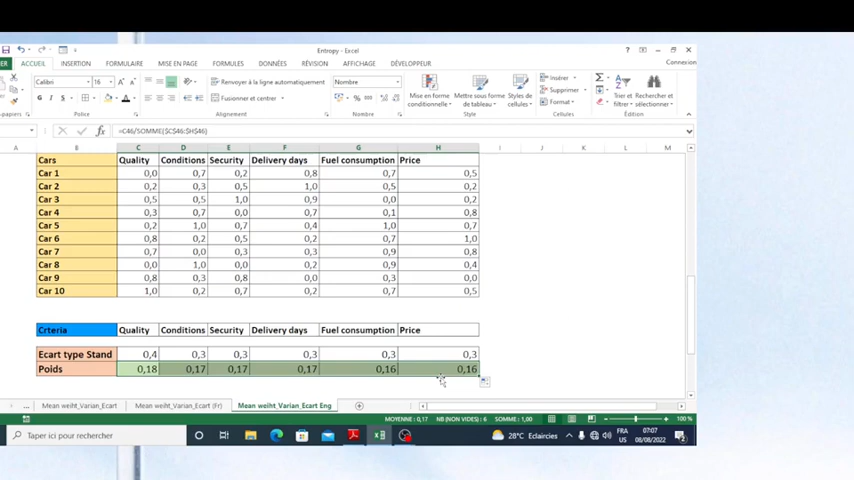 Entropy - Excel
ACCUEIL INSERTION FORMULAIRE MISE EN PAGE FORMULES DONNÉES RÉVISION AFFICHAGE DÉVELOPPEUR Connexion
Calibri 16 Renvoyer à la ligne automatiquement Nombre Insérer
Fusionner et centrer Mise en forme conditionnelle Mettre sous forme de tableau Styles de cellules Supprimer Format Trier et filtrer Rechercher et sélectionner
Presse-papiers Police Alignement Nombre Style Cellules Édition
=C46/SOMME($C$46:$H$46)
A B C D E F G H I J K L M
Cars Quality Conditions Security Delivery days Fuel consumption Price
Car 1 0,0 0,7 0,2 0,8 0,7 0,5
Car 2 0,2 0,3 0,5 1,0 0,5 0,2
Car 3 0,5 0,5 1,0 0,9 0,0 0,2
Car 4 0,3 0,7 0,0 0,7 0,1 0,8
Car 5 0,2 1,0 0,7 0,4 1,0 0,7
Car 6 0,8 0,2 0,5 0,2 0,7 1,0
Car 7 0,7 0,0 0,3 0,3 0,9 0,8
Car 8 0,0 1,0 0,0 0,2 0,9 0,4
Car 9 0,8 0,3 0,8 0,0 0,3 0,0
Car 10 1,0 0,2 0,7 0,2 0,7 0,5
Crteria Quality Conditions Security Delivery days Fuel consumption Price
Ecart type Stand 0,4 0,3 0,3 0,3 0,3 0,3
Poids 0,18 0,17 0,17 0,17 0,16 0,16
... Mean weiht_Varian_Ecart Mean weiht_Varian_Ecart (Fr) Mean weiht_Varian_Ecart Eng
MOYENNE : 0,17 NB (NON VIDES) : 6 SOMME : 1,00 100 %
Taper ici pour rechercher 28°C Eclaircies FRA 07:07
US 08/08/2022